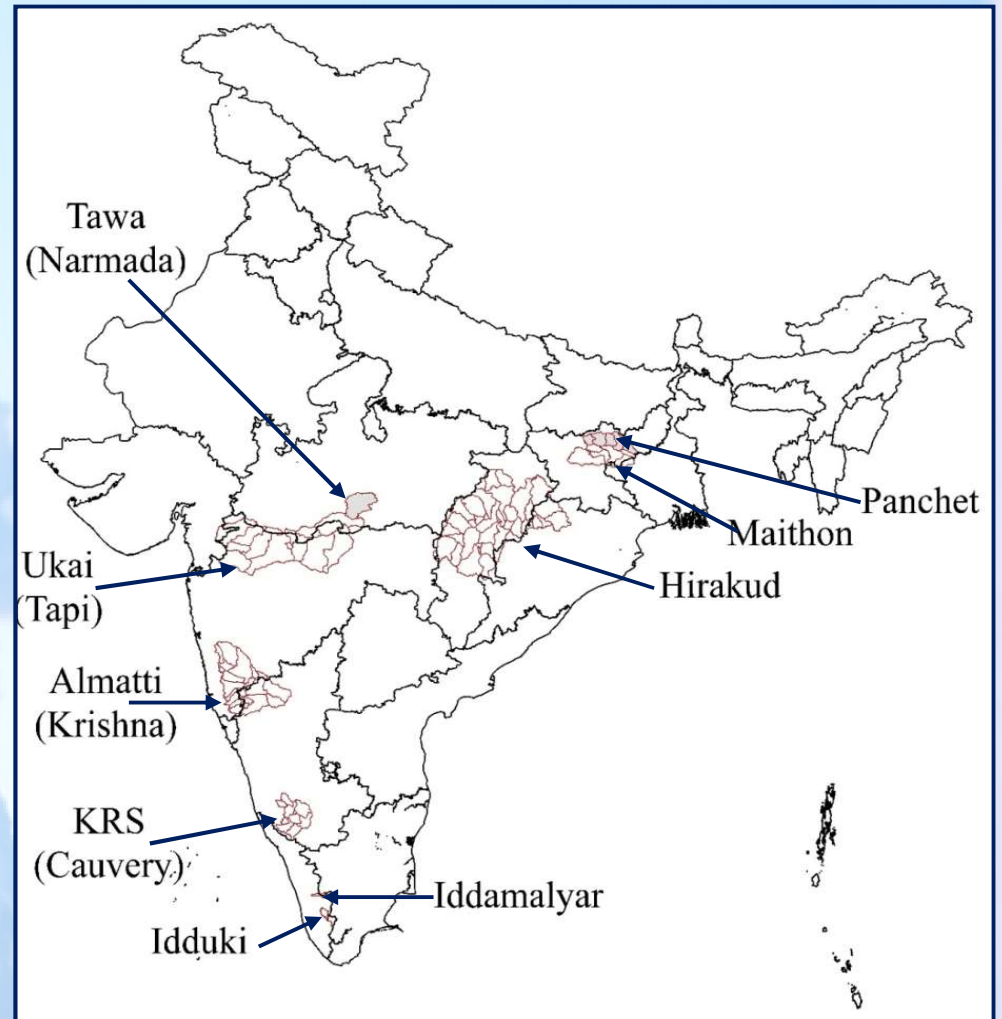 Tawa
(Narmada)
Panchet
Maithon
Hirakud
Ukai
(Tapi)
Almatti
(Krishna)
KRS
(Cauvery)
Iddamalyar
Idduki